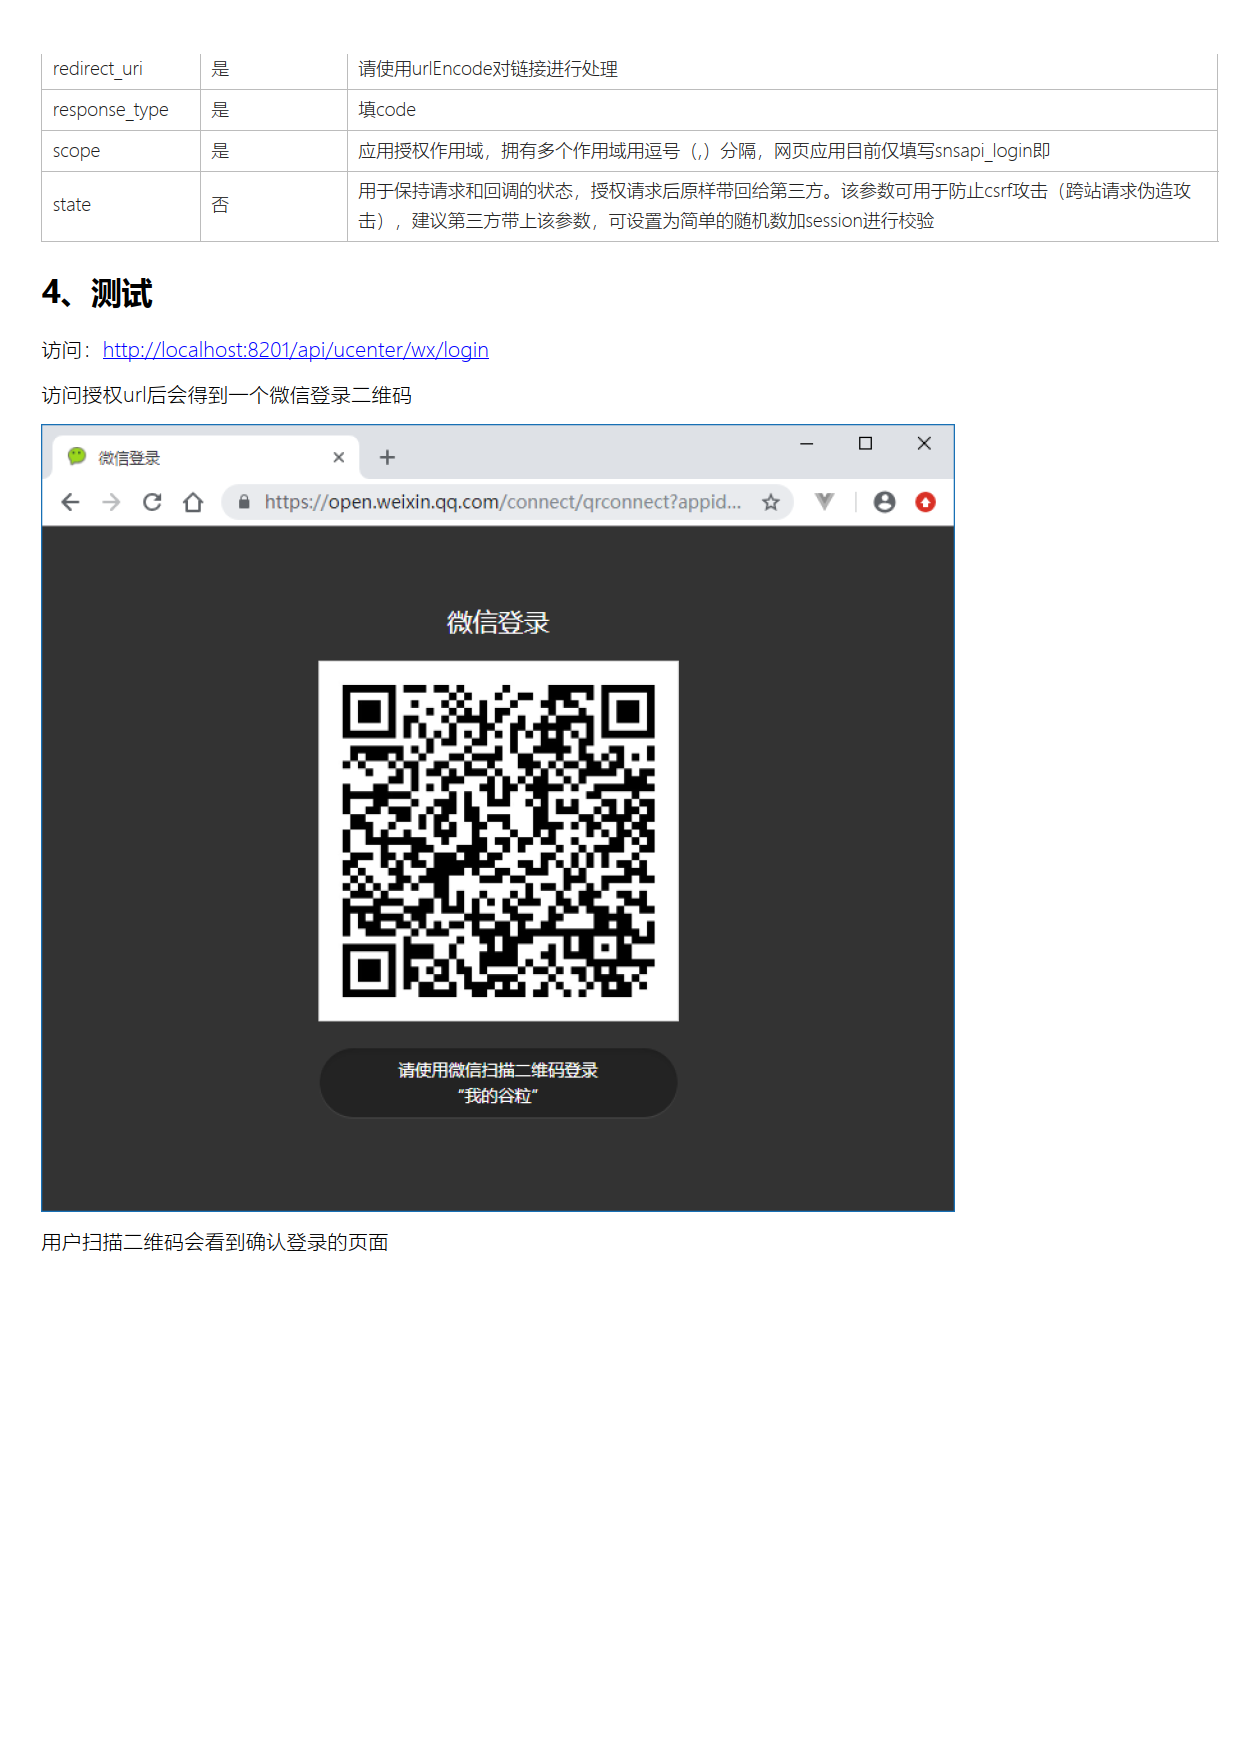 redirect_uri 是 请使用urlEncode对链接进行处理
response_type 是 填code
scope 是 应用授权作用域，拥有多个作用域用逗号（,）分隔，网页应用目前仅填写snsapi_login即
state 否 用于保持请求和回调的状态，授权请求后原样带回给第三方。该参数可用于防止csrf攻击（跨站请求伪造攻
击），建议第三方带上该参数，可设置为简单的随机数加session进行校验
4、测试
访问：http://localhost:8201/api/ucenter/wx/login
访问授权url后会得到一个微信登录二维码
微信登录
https://open.weixin.qq.com/connect/qrconnect?appid...
微信登录
请使用微信扫描二维码登录
“我的谷粒”
用户扫描二维码会看到确认登录的页面